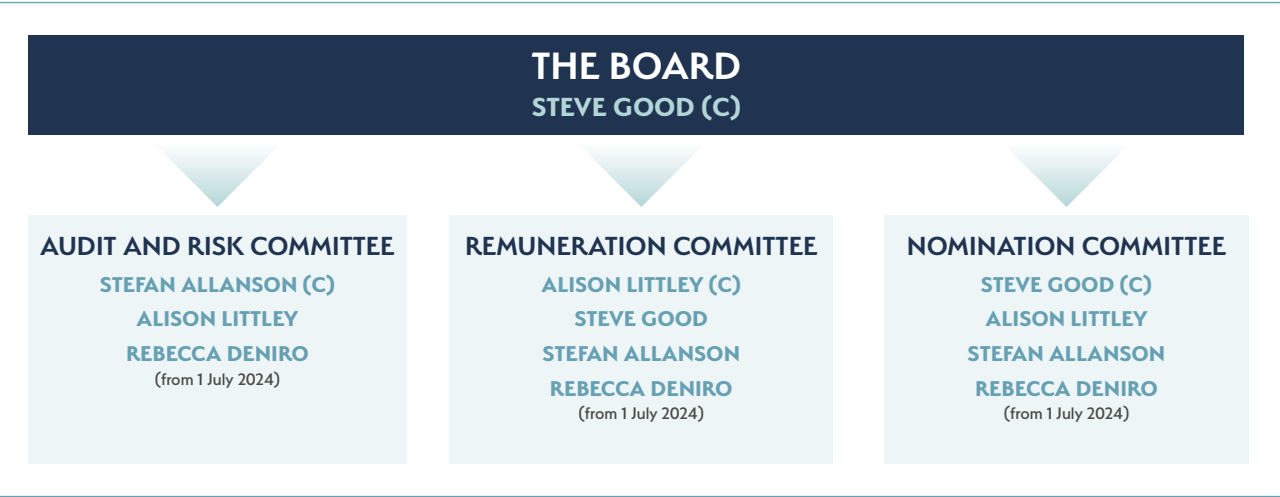 THE BOARD
STEVE GOOD (C)
AUDIT AND RISK COMMITTEE
STEFAN ALLANSON (C)
ALISON LITTLEY
REBECCA DENIRO
(from 1 July 2024)
REMUNERATION COMMITTEE
ALISON LITTLEY (C)
STEVE GOOD
STEFAN ALLANSON
REBECCA DENIRO
(from 1 July 2024)
NOMINATION COMMITTEE
STEVE GOOD (C)
ALISON LITTLEY
STEFAN ALLANSON
REBECCA DENIRO
(from 1 July 2024)